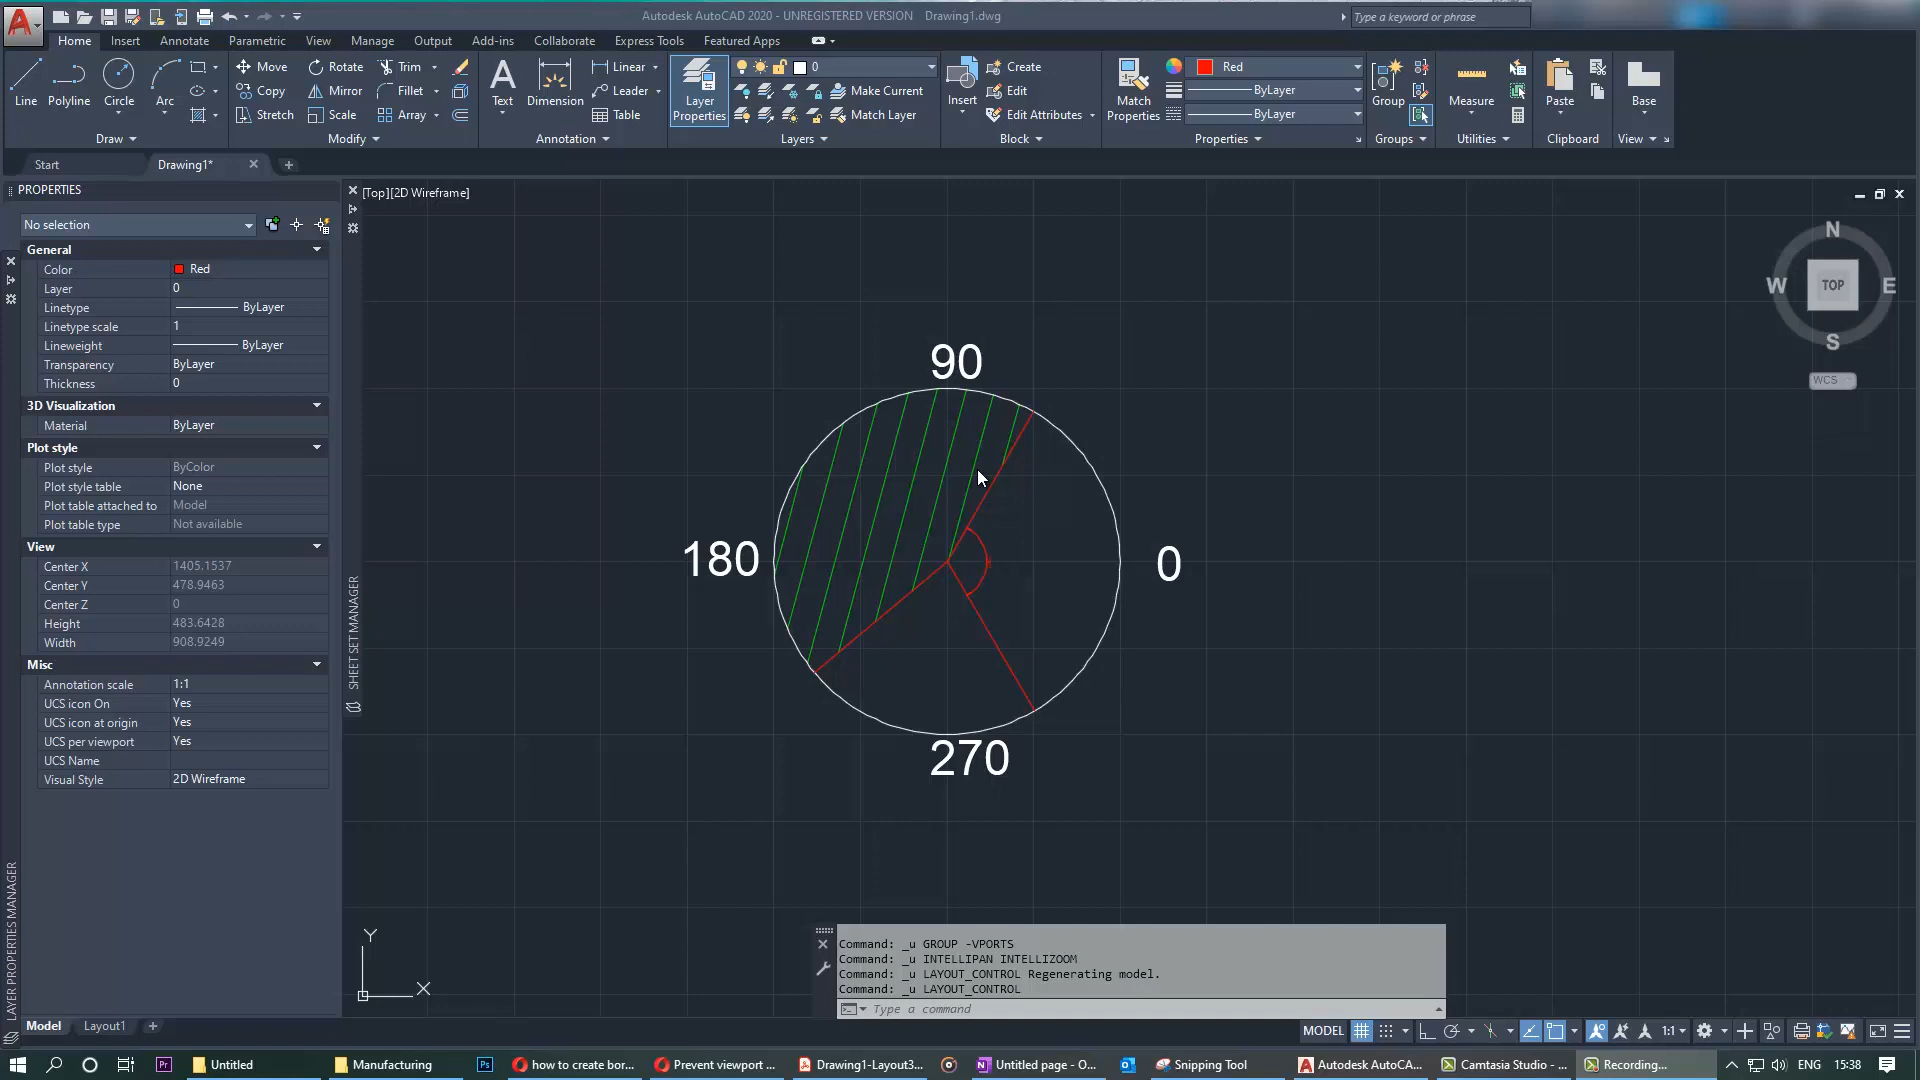 Autodesk AutoCAD 2020 - UNREGISTERED VERSION Drawing1.dwg
Type a keyword or phrase
Home Insert Annotate Parametric View Manage Output Add-ins Collaborate Express Tools Featured Apps
Line Polyline Circle Arc
Move Rotate Trim
Copy Mirror Fillet
Stretch Scale Array
Text Dimension
Linear
Leader
Table
Layer Properties
0
Make Current
Match Layer
Insert
Create
Edit
Edit Attributes
Match Properties
Red
ByLayer
ByLayer
Group
Measure
Paste
Base
Draw Modify Annotation Layers Block Properties Groups Utilities Clipboard View
Start Drawing1*
PROPERTIES
No selection
General
Color Red
Layer 0
Linetype ByLayer
Linetype scale 1
Lineweight ByLayer
Transparency ByLayer
Thickness 0
3D Visualization
Material ByLayer
Plot style
Plot style ByColor
Plot style table None
Plot table attached to Model
Plot table type Not available
View
Center X 1405.1537
Center Y 478.9463
Center Z 0
Height 483.6428
Width 908.9249
Misc
Annotation scale 1:1
UCS icon On Yes
UCS icon at origin Yes
UCS per viewport Yes
UCS Name
Visual Style 2D Wireframe
LAYER PROPERTIES MANAGER
SHEET SET MANAGER
[Top][2D Wireframe]
N
W TOP E
S
WCS
90
180 0
270
Y
X
Command: _u GROUP -VPORTS
Command: _u INTELLIPAN INTELLIZOOM
Command: _u LAYOUT_CONTROL Regenerating model.
Command: _u LAYOUT_CONTROL
Type a command
Model Layout1
MODEL 1:1
Pr Untitled Manufacturing Ps how to create bor... Prevent viewport ... Drawing1-Layout3... Untitled page - O... Snipping Tool Autodesk AutoCA... Camtasia Studio - ... Recording... ENG 15:38